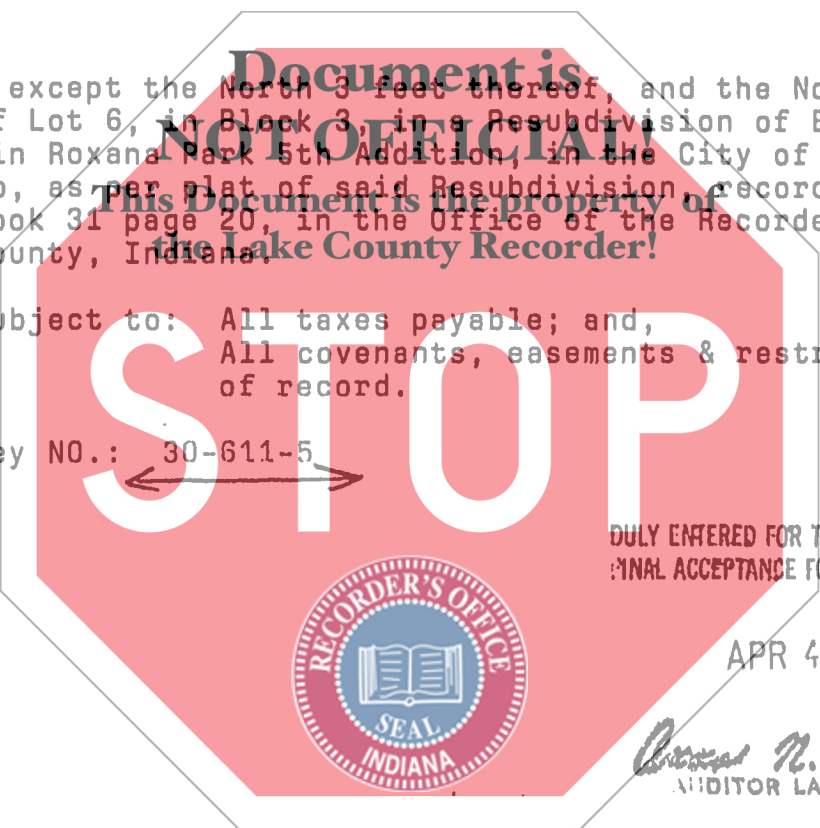 Document is
except the North 3 feet thereof, and the No
f Lot 6, in Block 3, in a Resubdivision of B
NOT OFFICIAL!
in Roxana Park 5th Addition, in the City of
o, as per plat of said Resubdivision, record
This Document is the property of
ook 31 page 20, in the Office of the Recorde
the Lake County Recorder!
ounty, Indiana.
ubject to: All taxes payable; and,
All covenants, easements & restr
of record.
STOP
ey NO.: 30-611-5
DULY ENTERED FOR T
FINAL ACCEPTANCE FO
RECORDER'S OFFICE
SEAL
INDIANA
APR 4
N.
AUDITOR LA